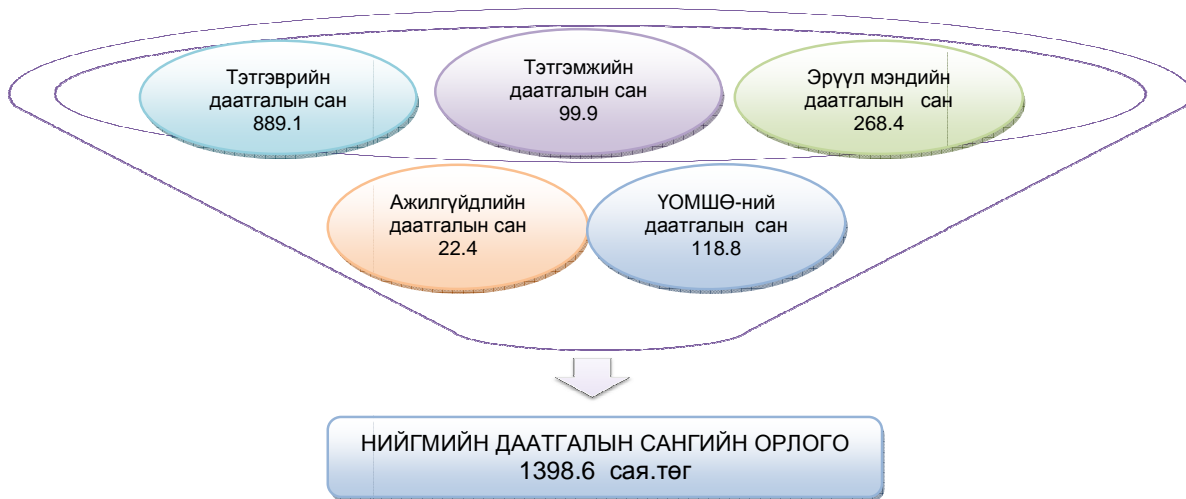 Тэтгэврийн
даатгалын сан
889.1
Тэтгэмжийн
даатгалын сан
99.9
Эрүүл мэндийн
даатгалын сан
268.4
Ажилгүйдлийн
даатгалын сан
22.4
ҮОМШӨ-ний
даатгалын сан
118.8
НИЙГМИЙН ДААТГАЛЫН САНГИЙН ОРЛОГО
1398.6 сая.төг